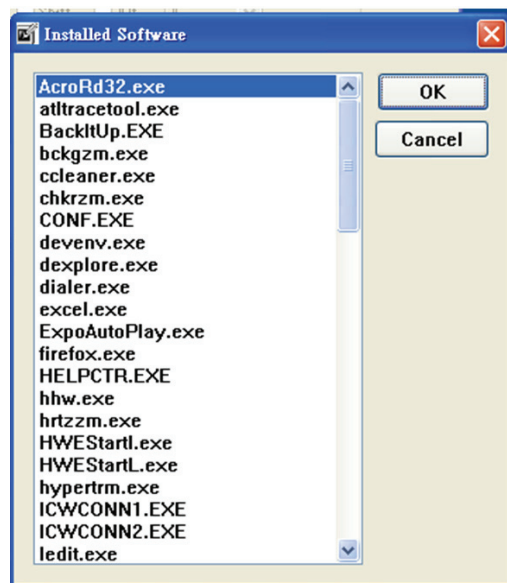 Installed Software
AcroRd32.exe
OK
atltracetool.exe
BackItUp.EXE
Cancel
bckgzm.exe
ccleaner.exe
chkrzm.exe
CONF.EXE
devenv.exe
dexplore.exe
dialer.exe
excel.exe
ExpoAutoPlay.exe
firefox.exe
HELPCTR.EXE
hhw.exe
hrtzzm.exe
HWEStartI.exe
HWEStartL.exe
hypertrm.exe
ICWCONN1.EXE
ICWCONN2.EXE